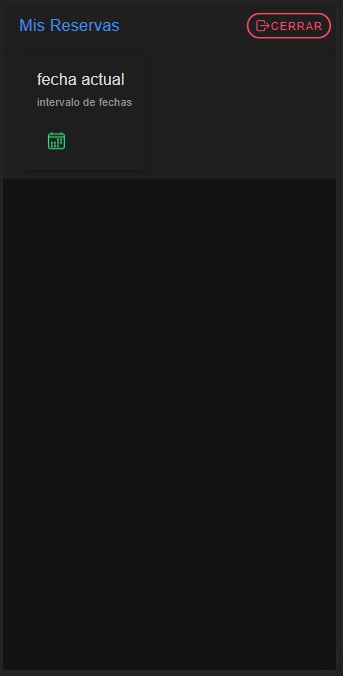 Mis Reservas
CERRAR
fecha actual
intervalo de fechas